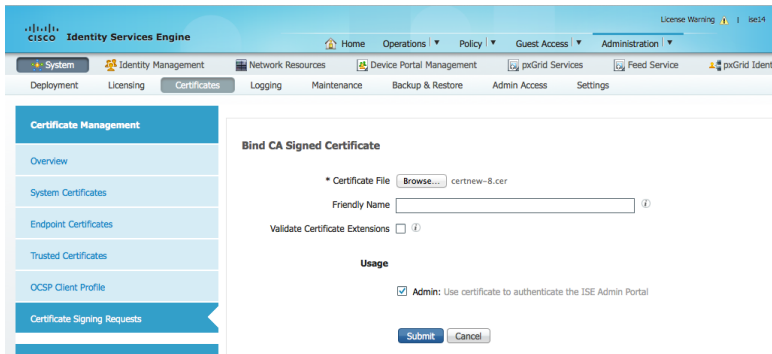 License Warning | ise14
CISCO Identity Services Engine
Home Operations Policy Guest Access Administration
System Identity Management Network Resources Device Portal Management pxGrid Services Feed Service pxGrid Ident
Deployment Licensing Certificates Logging Maintenance Backup & Restore Admin Access Settings
Certificate Management
Overview
System Certificates
Endpoint Certificates
Trusted Certificates
OCSP Client Profile
Certificate Signing Requests
Bind CA Signed Certificate
* Certificate File Browse... certnew-8.cer
Friendly Name
Validate Certificate Extensions
Usage
Admin: Use certificate to authenticate the ISE Admin Portal
Submit Cancel